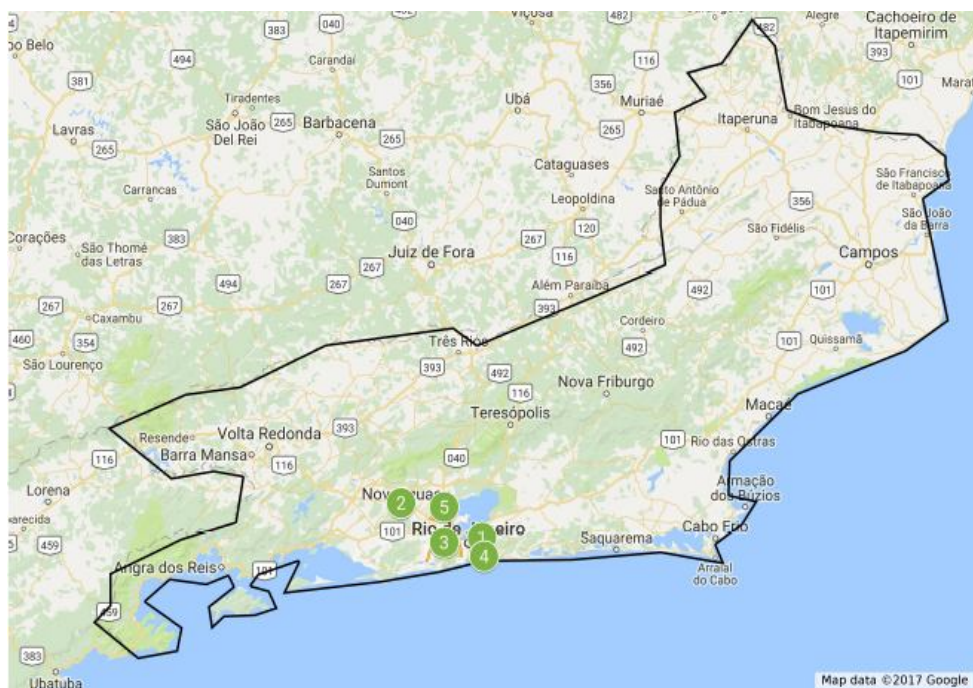 482
Alegre
Cachoeiro de
Itapemirim
040
383
Viçosa
482
po Belo
494
Carandaí
116
393
381
356
101
Tiradentes
Ubá
Muriaé
Lavras
265
São João
Del Rei
265
Barbacena
265
Itaperuna
Bom Jesus do
Itabapoana
Cataguases
Carrancas
Santos
Dumont
Leopoldina
Santo Antônio
de Pádua
São Francisco
de Itabapoana
356
040
120
São João
da Barra
Corações
São Thomé
das Letras
383
Juiz de Fora
267
116
São Fidélis
Campos
494
267
267
267
Além Paraíba
393
492
101
Caxambu
460
354
Cordeiro
101
Quissamã
São Lourenço
Três Rios
393
492
492
116
Nova Friburgo
Teresópolis
Macaé
Resende
Volta Redonda
393
101
Rio das Ostras
116
Barra Mansa
116
040
Lorena
Armação
dos Búzios
2
5
101
459
3
1
4
Saquarema
Cabo Frio
Angra dos Reis
101
Arraial
do Cabo
459
383
Ubatuba
Map data ©2017 Google